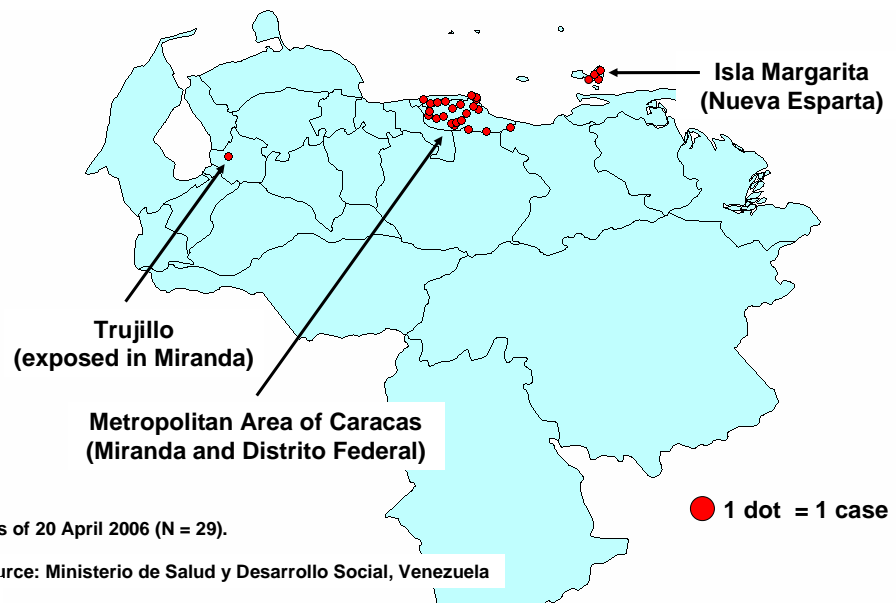 Isla Margarita
(Nueva Esparta)
Trujillo
(exposed in Miranda)
Metropolitan Area of Caracas
(Miranda and Distrito Federal)
1 dot = 1 case
s of 20 April 2006 (N = 29).
urce: Ministerio de Salud y Desarrollo Social, Venezuela